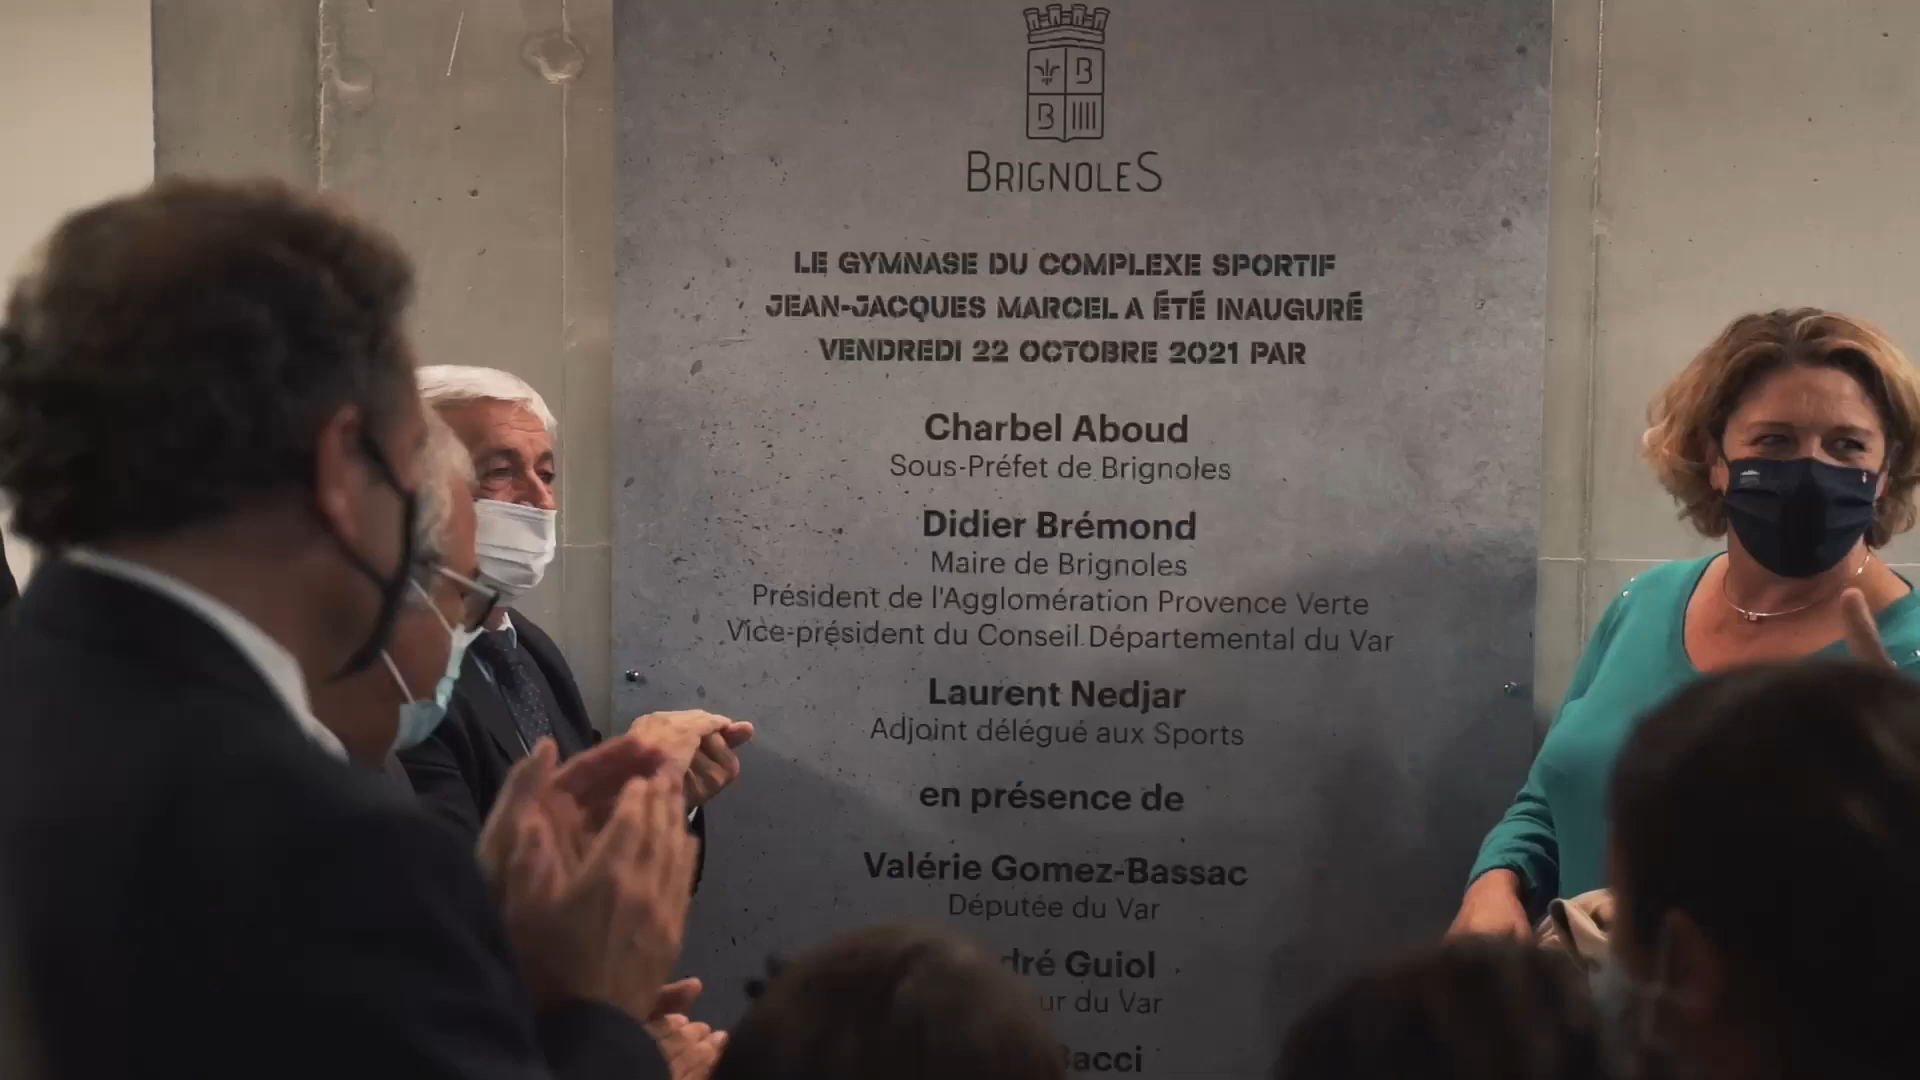 B
B
BRIGNOLES
LE GYMNASE DU COMPLEXE SPORTIF
JEAN-JACQUES MARCEL A ÉTÉ INAUGURÉ
VENDREDI 22 OCTOBRE 2021 PAR
Charbel Aboud
Sous-Préfet de Brignoles
Didier Brémond
Maire de Brignoles
Président de l'Agglomération Provence Verte
Vice-président du Conseil Départemental du Var
Laurent Nedjar
Adjoint délégué aux Sports
en présence de
Valérie Gomez-Bassac
Députée du Var
Guiol
du Var